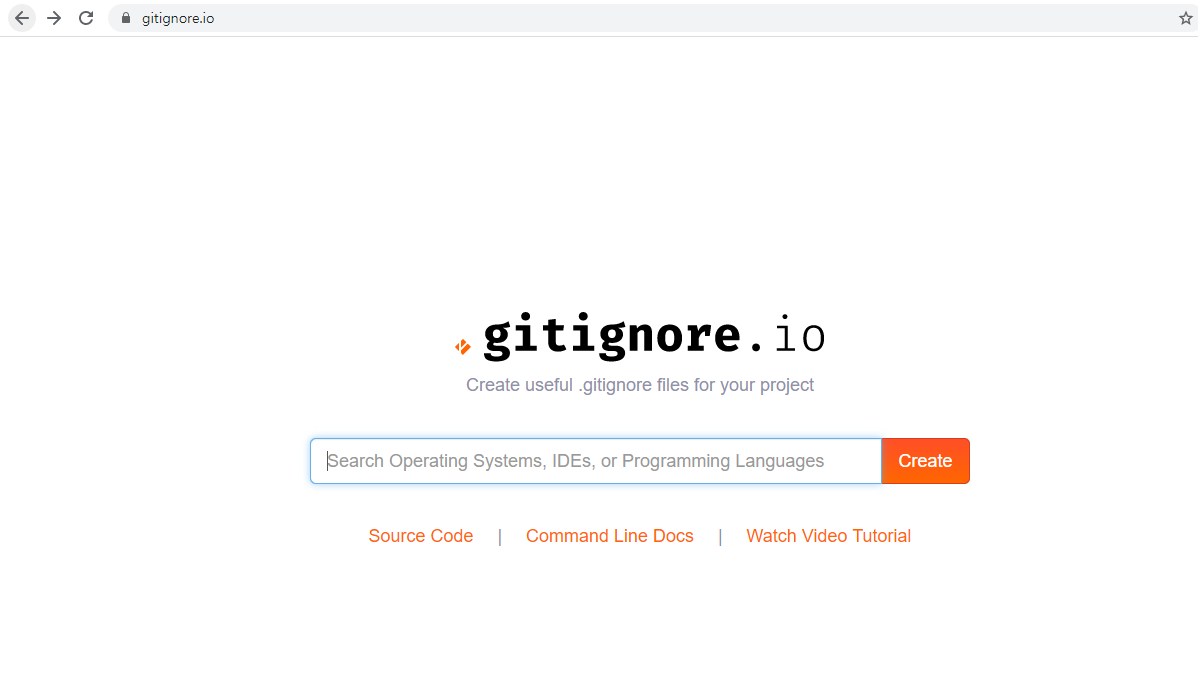 gitignore.io
gitignore.io
Create useful .gitignore files for your project
Search Operating Systems, IDEs, or Programming Languages
Create
Source Code | Command Line Docs | Watch Video Tutorial